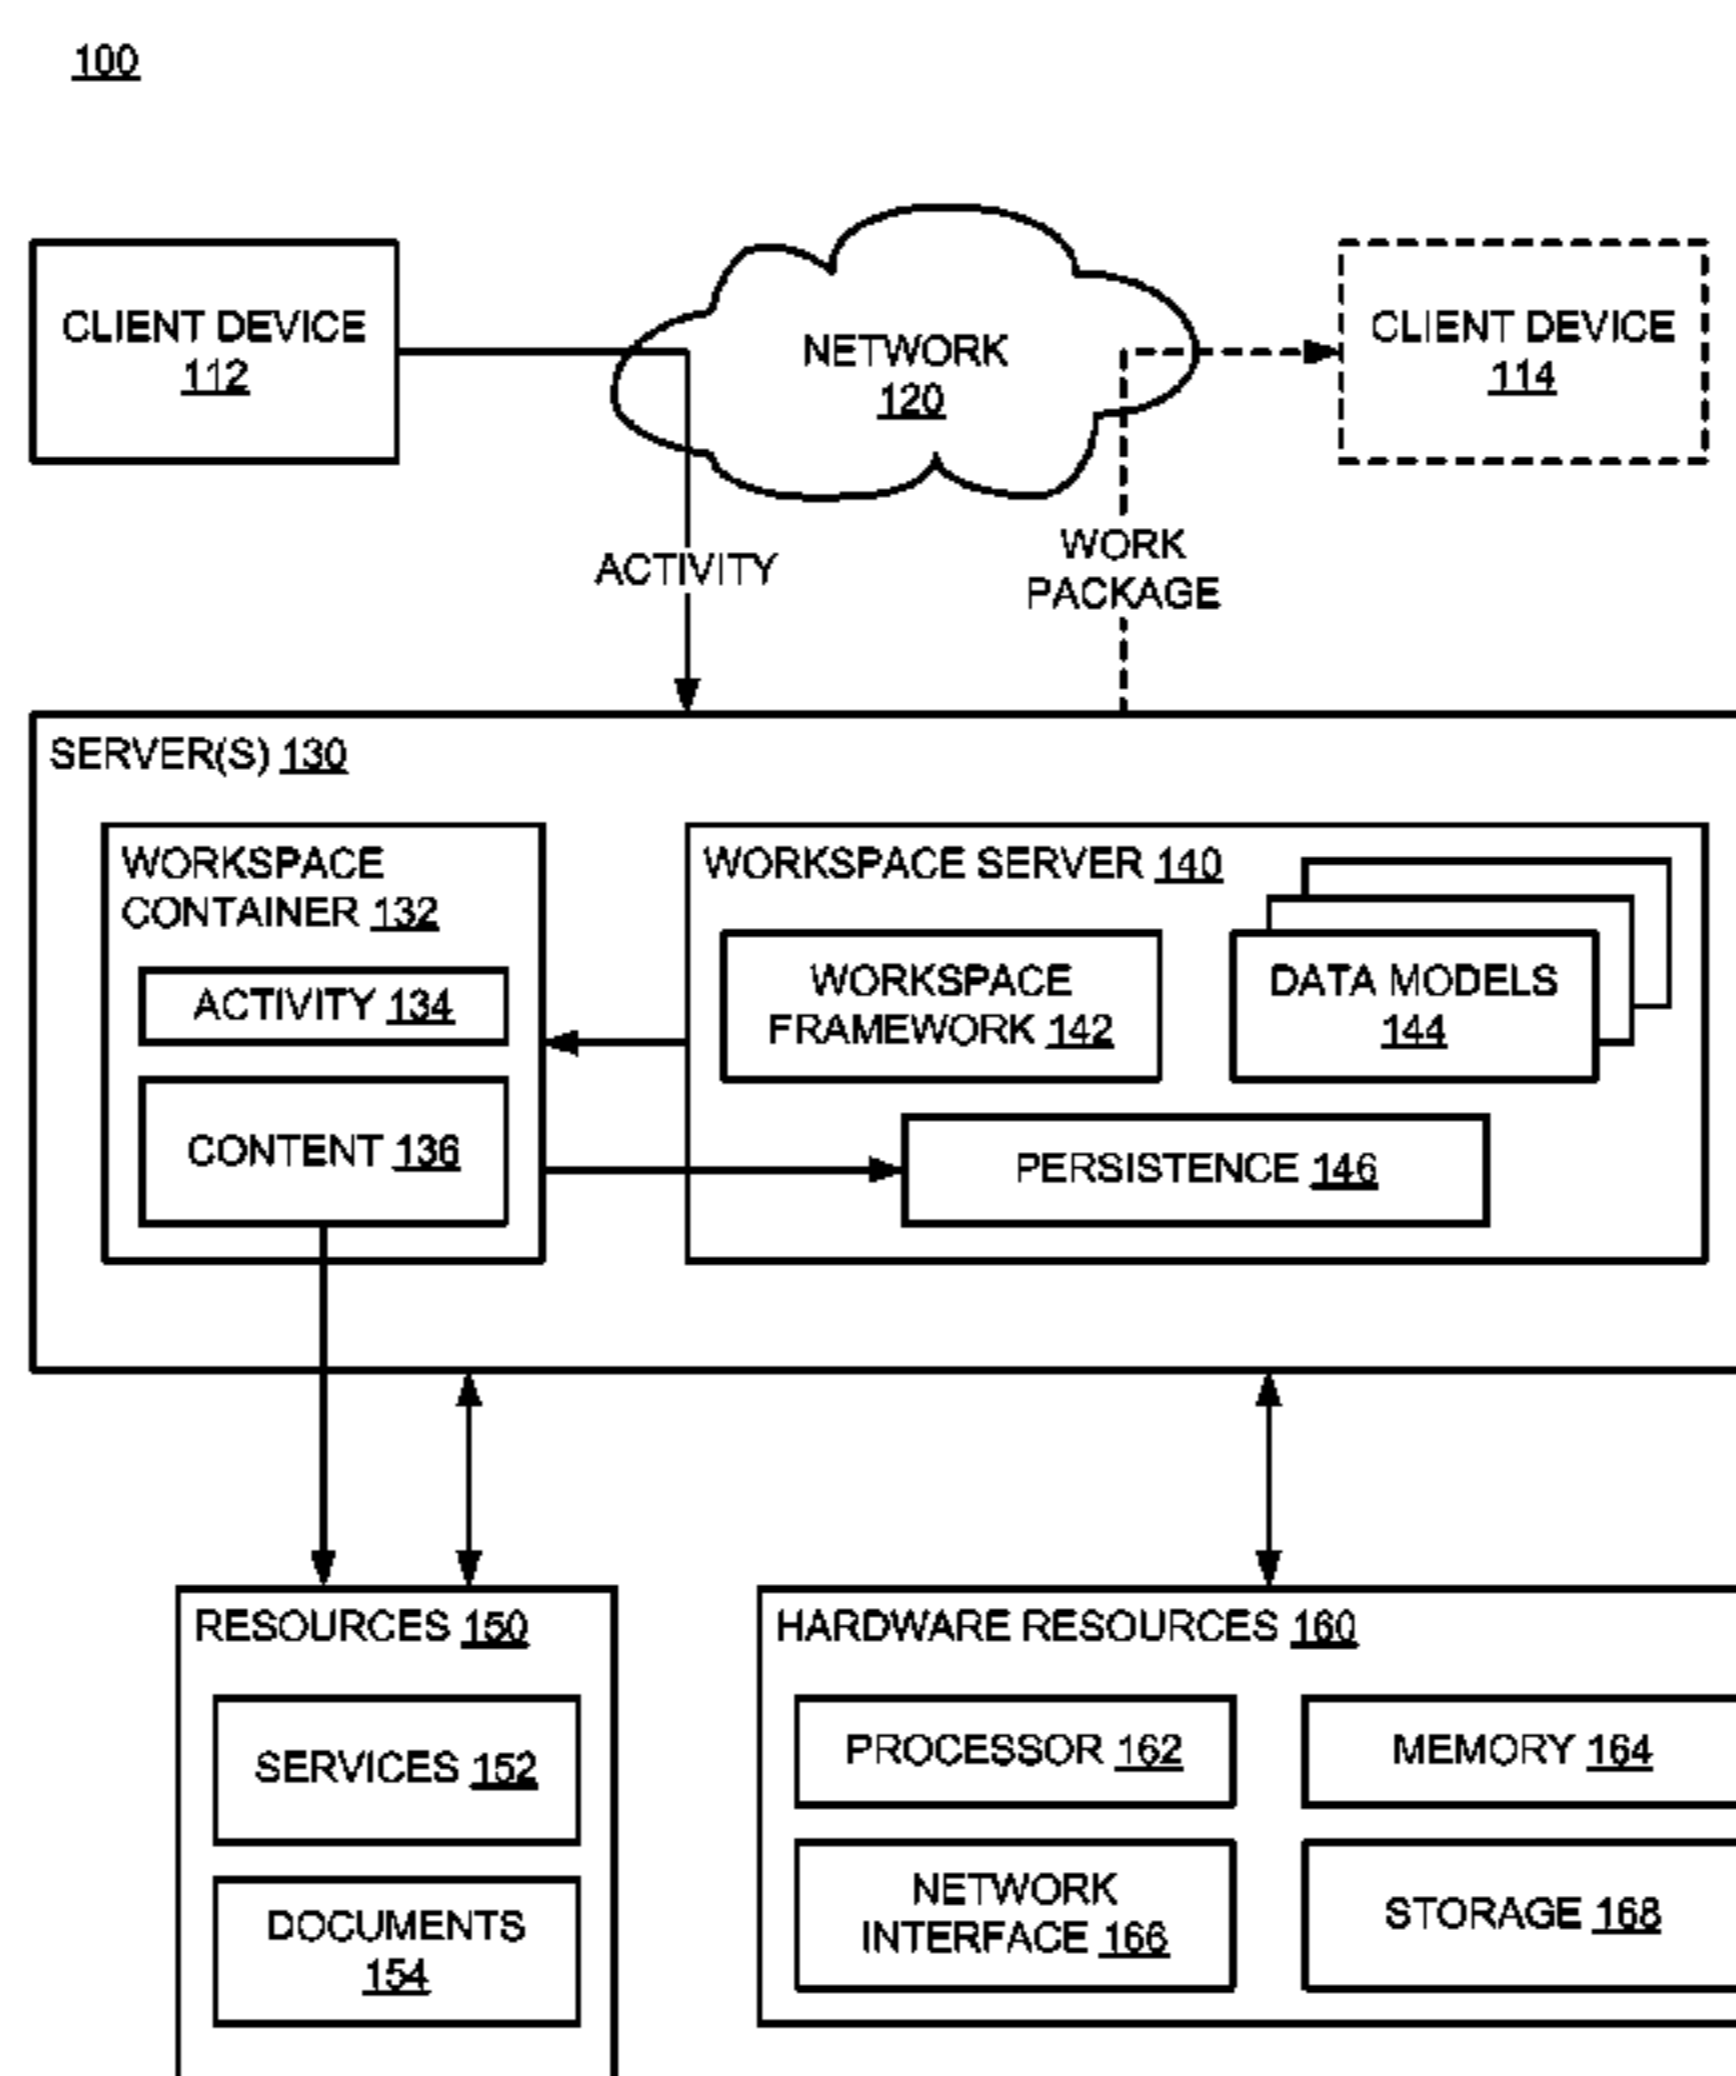 100
CLIENT DEVICE
112
NETWORK
120
CLIENT DEVICE
114
ACTIVITY
WORK
PACKAGE
SERVER(S) 130
WORKSPACE
CONTAINER 132
ACTIVITY 134
CONTENT 136
WORKSPACE SERVER 140
WORKSPACE
FRAMEWORK 142
DATA MODELS
144
PERSISTENCE 146
RESOURCES 150
SERVICES 152
DOCUMENTS
154
HARDWARE RESOURCES 160
PROCESSOR 162
MEMORY 164
NETWORK
INTERFACE 166
STORAGE 168